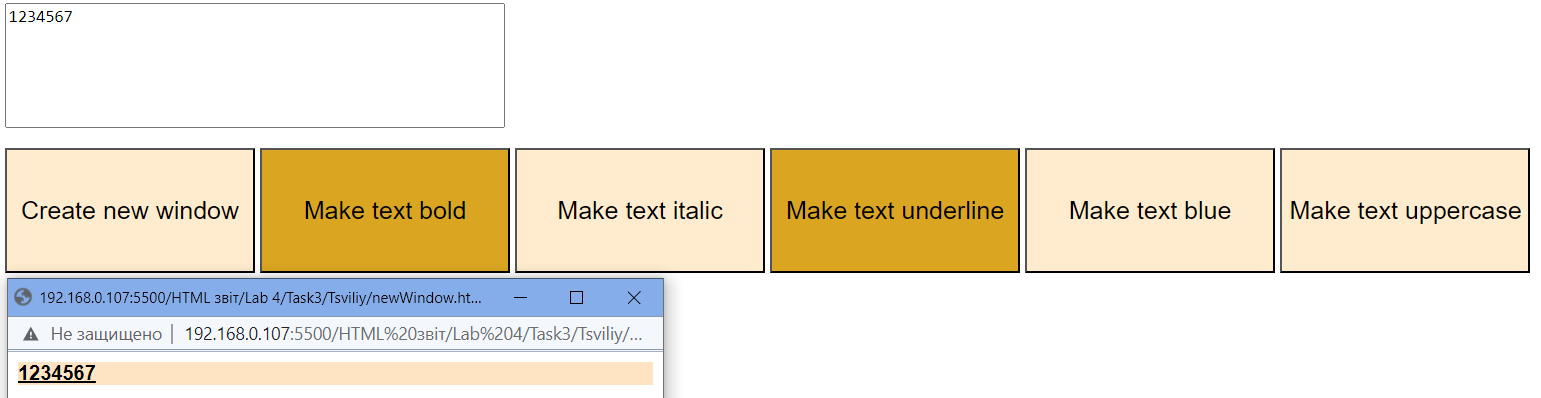 1234567
Create new window
Make text bold
Make text italic
Make text underline
Make text blue
Make text uppercase
192.168.0.107:5500/HTML звіт/Lab 4/Task3/Tsviliy/newWindow.ht...
Не защищено | 192.168.0.107:5500/HTML%20звіт/Lab%204/Task3/Tsviliy/...
1234567